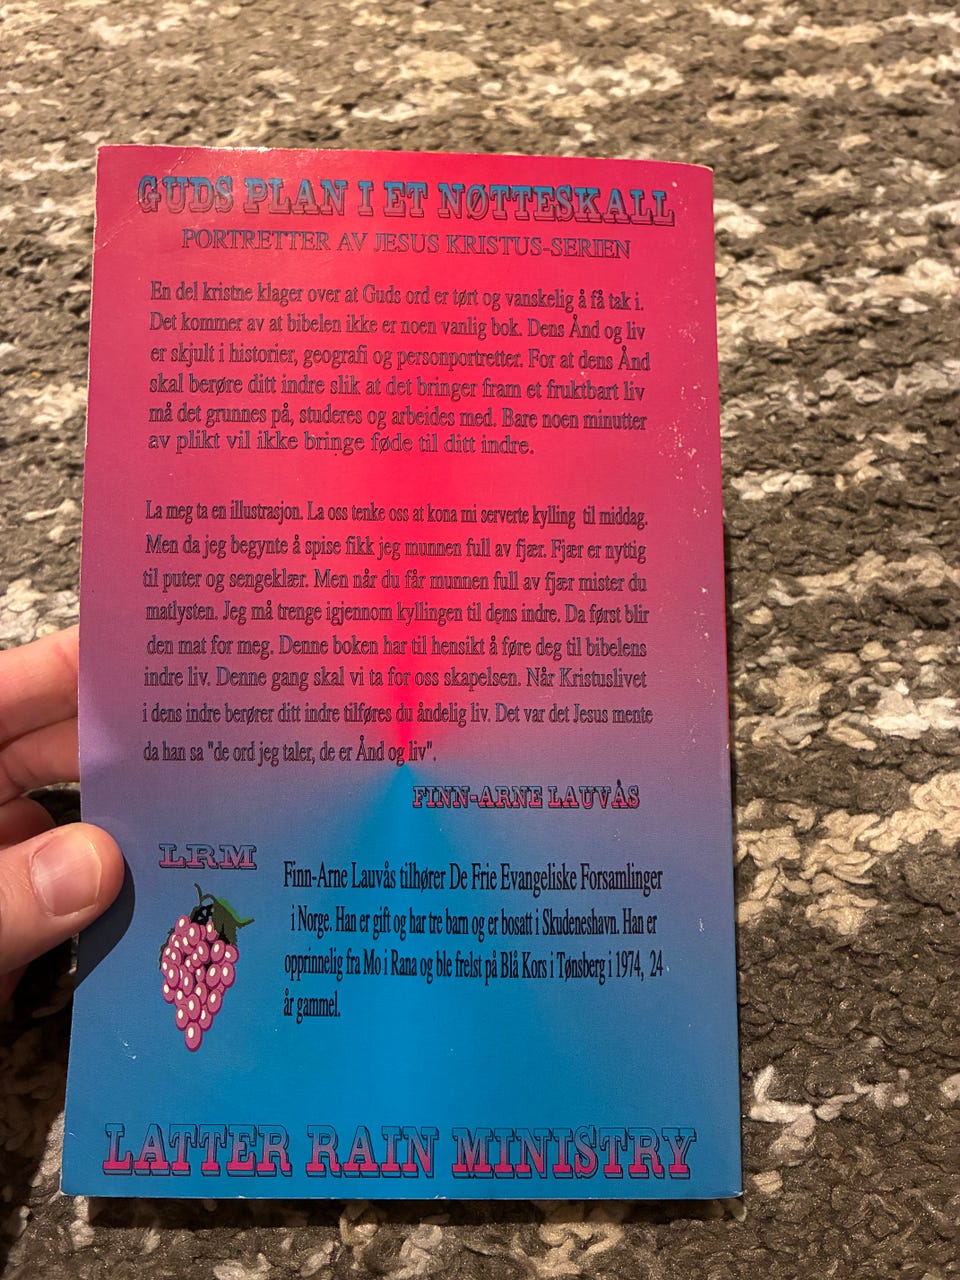 GUDS PLAN I ET NØTTESKALL
PORTRETTER AV JESUS KRISTUS-SERIEN
En del kristne klager over at Guds ord er tørt og vanskelig å få tak i.
Det kommer av at bibelen ikke er noen vanlig bok. Dens Ånd og liv
er skjult i historier, geografi og personportretter. For at dens Ånd
skal berøre ditt indre slik at det bringer fram et fruktbart liv
må det grunnes på, studeres og arbeides med. Bare noen minutter
av plikt vil ikke bringe føde til ditt indre.
La meg ta en illustrasjon. La oss tenke oss at kona mi serverte kylling til middag.
Men da jeg begynte å spise fikk jeg munnen full av fjær. Fjær er nyttig
til puter og sengeklær. Men når du får munnen full av fjær mister du
matlysten. Jeg må trenge igjennom kyllingen til dens indre. Da først blir
den mat for meg. Denne boken har til hensikt å føre deg til bibelens
indre liv. Denne gang skal vi ta for oss skapelsen. Når Kristuslivet
i dens indre berører ditt indre tilføres du åndelig liv. Det var det Jesus mente
da han sa "de ord jeg taler, de er Ånd og liv".
FINN-ARNE LAUVÅS
LRM
Finn-Arne Lauvås tilhører De Frie Evangeliske Forsamlinger
i Norge. Han er gift og har tre barn og er bosatt i Skudeneshavn. Han er
opprinnelig fra Mo i Rana og ble frelst på Blå Kors i Tønsberg i 1974, 24
år gammel.
LATTER RAIN MINISTRY